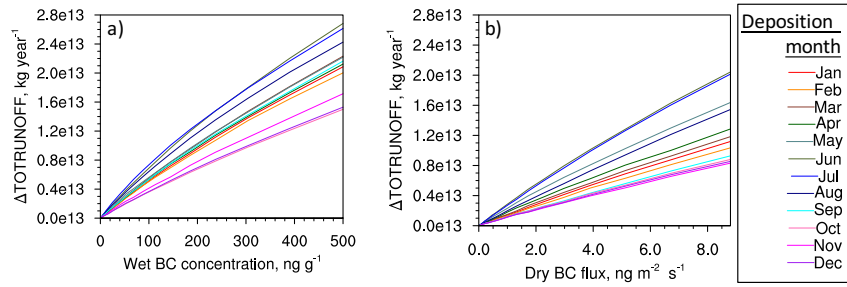 a)
2.8e13
2.4e13
2.0e13
1.6e13
1.2e13
0.8e13
0.4e13
0.0e13
ΔTOTRUNOFF, kg year⁻¹
0 100 200 300 400 500
Wet BC concentration, ng g⁻¹
b)
2.8e13
2.4e13
2.0e13
1.6e13
1.2e13
0.8e13
0.4e13
0.0e13
ΔTOTRUNOFF, kg year⁻¹
0.0 2.0 4.0 6.0 8.0
Dry BC flux, ng m⁻² s⁻¹
Deposition
month
Jan
Feb
Mar
Apr
May
Jun
Jul
Aug
Sep
Oct
Nov
Dec